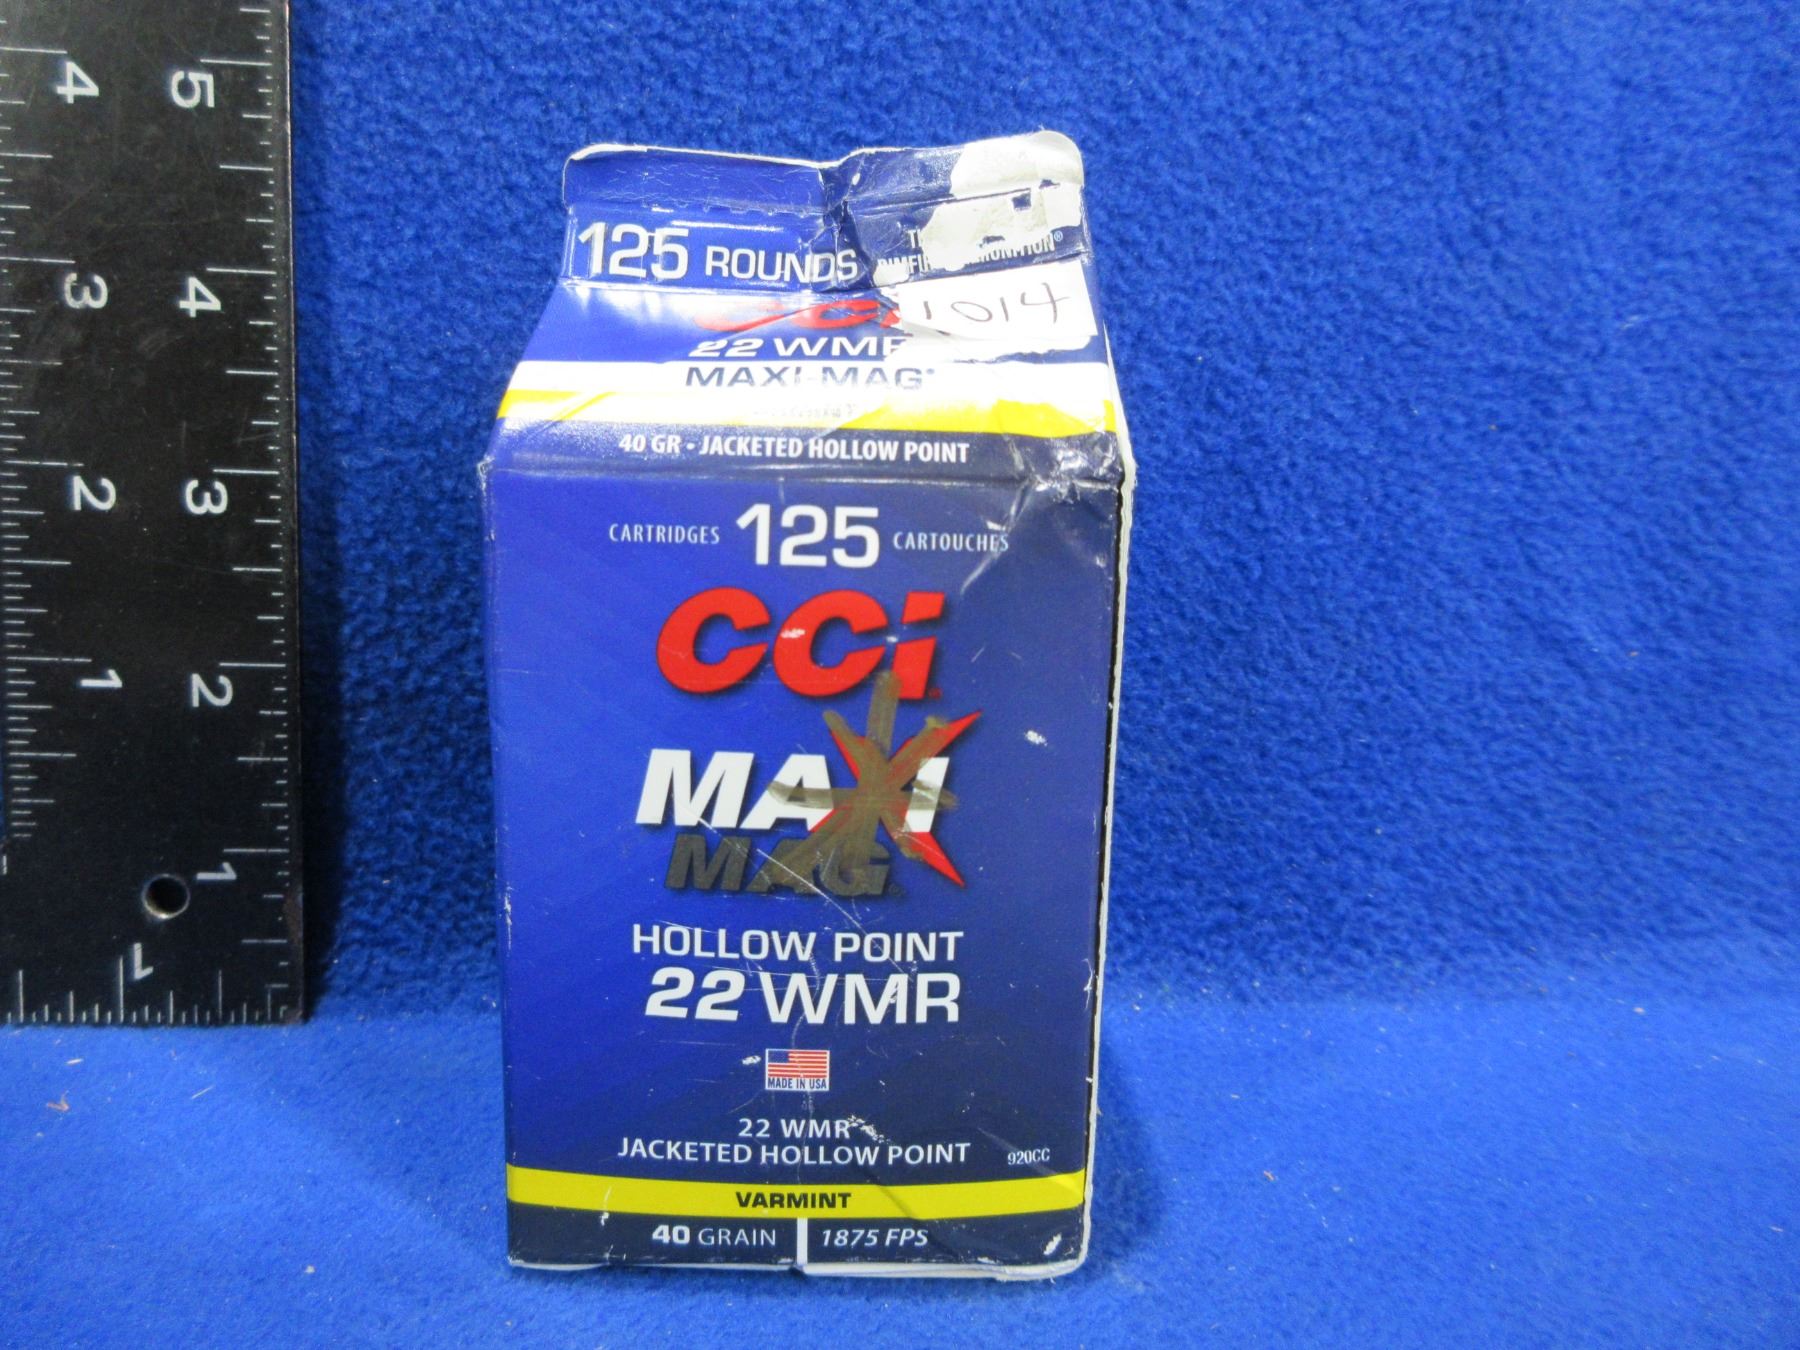 4 5
3 4
2 3
1 2
1
1
125 ROUNDS
1014
CCI
22 WMR
MAXI-MAG
40 GR • JACKETED HOLLOW POINT
CARTRIDGES 125 CARTOUCHES
CCI
MAXI
MAG
HOLLOW POINT
22 WMR
MADE IN USA
22 WMR
JACKETED HOLLOW POINT 920CC
VARMINT
40 GRAIN 1875 FPS